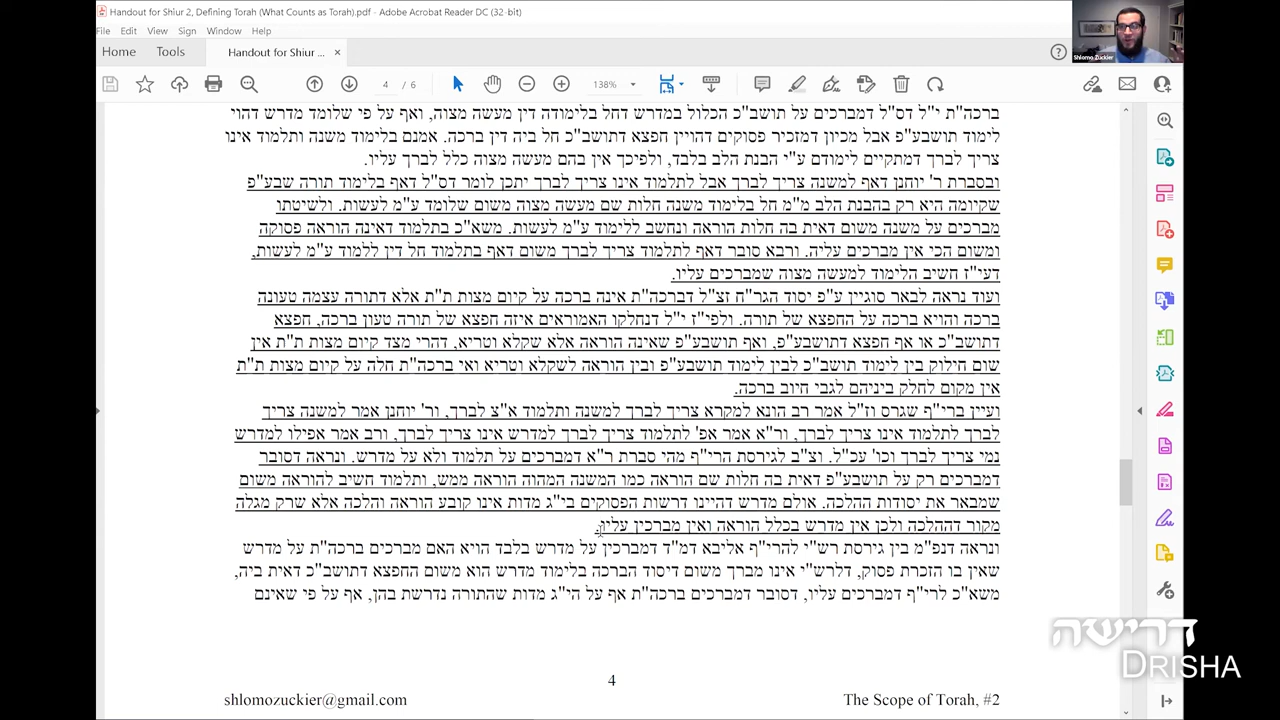 Handout for Shiur 2, Defining Torah (What Counts as Torah).pdf - Adobe Acrobat Reader DC (32-bit)
File Edit View Sign Window Help
Home Tools Handout for Shiur ... ×
4 / 6 138%
Shlomo Zuckier
ברכה"ת י"ל דס"ל דמברכים על תושב"כ הכלול במדרש דחל בלימודה דין מעשה מצוה, ואף על פי שלומד מדרש דהוי
לימוד תושבע"פ אבל מכיון דמזכיר פסוקים דהויין חפצא דתושב"כ חל ביה דין ברכה. אמנם בלימוד משנה ותלמוד אינו
צריך לברך דמתקיים לימודם ע"י הבנת הלב בלבד, ולפיכך אין בהם מעשה מצוה כלל לברך עליו.
ובסברת ר' יוחנן דאף למשנה צריך לברך אבל לתלמוד אינו צריך לברך יתכן לומר דס"ל דאף בלימוד תורה שבע"פ
שקיומה היא רק בהבנת הלב מ"מ חל בלימוד משנה חלות שם מעשה מצוה משום שלומד ע"מ לעשות. ולשיטתו
מברכים על משנה משום דאית בה חלות הוראה ונחשב ללימוד ע"מ לעשות. משא"כ בתלמוד דאינה הוראה פסוקה
ומשום הכי אין מברכים עליה. ורבא סובר דאף לתלמוד צריך לברך משום דאף בתלמוד חל דין ללמוד ע"מ לעשות,
דעי"ז חשיב הלימוד למעשה מצוה שמברכים עליו.
ועוד נראה לבאר סוגיין ע"פ יסוד הגר"ח זצ"ל דברכה"ת אינה ברכה על קיום מצות ת"ת אלא דתורה עצמה טעונה
ברכה והויא ברכה על החפצא של תורה. ולפי"ז י"ל דנחלקו האמוראים איזה חפצא של תורה טעון ברכה, חפצא
דתושב"כ או אף חפצא דתושבע"פ, ואף תושבע"פ שאינה הוראה אלא שקלא וטריא, דהרי מצד קיום מצות ת"ת אין
שום חילוק בין לימוד תושב"כ לבין לימוד תושבע"פ ובין הוראה לשקלא וטריא ואי ברכה"ת חלה על קיום מצות ת"ת
אין מקום לחלק ביניהם לגבי חיוב ברכה.
ועיין ברי"ף שגרס וז"ל אמר רב הונא למקרא צריך לברך למשנה ותלמוד א"צ לברך, ור' יוחנן אמר למשנה צריך
לברך לתלמוד אינו צריך לברך, ור"א אמר אפ' לתלמוד צריך לברך למדרש אינו צריך לברך, ורב אמר אפילו למדרש
נמי צריך לברך וכו' עכ"ל. וצ"ב לגירסת הרי"ף מהי סברת ר"א דמברכים על תלמוד ולא על מדרש. ונראה דסובר
דמברכים רק על תושבע"פ דאית בה חלות שם הוראה כמו המשנה המהוה הוראה ממש, ותלמוד חשיב להוראה משום
שמבאר את יסודות ההלכה. אולם מדרש דהיינו דרשות הפסוקים בי"ג מדות אינו קובע הוראה והלכה אלא שרק מגלה
מקור דההלכה ולכן אין מדרש בכלל הוראה ואין מברכין עליו.
ונראה דנפ"מ בין גירסת רש"י להרי"ף אליבא דמ"ד דמברכין על מדרש בלבד הויא האם מברכים ברכה"ת על מדרש
שאין בו הזכרת פסוק, דלרש"י אינו מברך משום דיסוד הברכה בלימוד מדרש הוא משום החפצא דתושב"כ דאית ביה,
משא"כ לרי"ף דמברכים עליו, דסובר דמברכים ברכה"ת אף על הי"ג מדות שהתורה נדרשת בהן, אף על פי שאינם
4
shlomozuckier@gmail.com The Scope of Torah, #2
דרישה
DRISHA